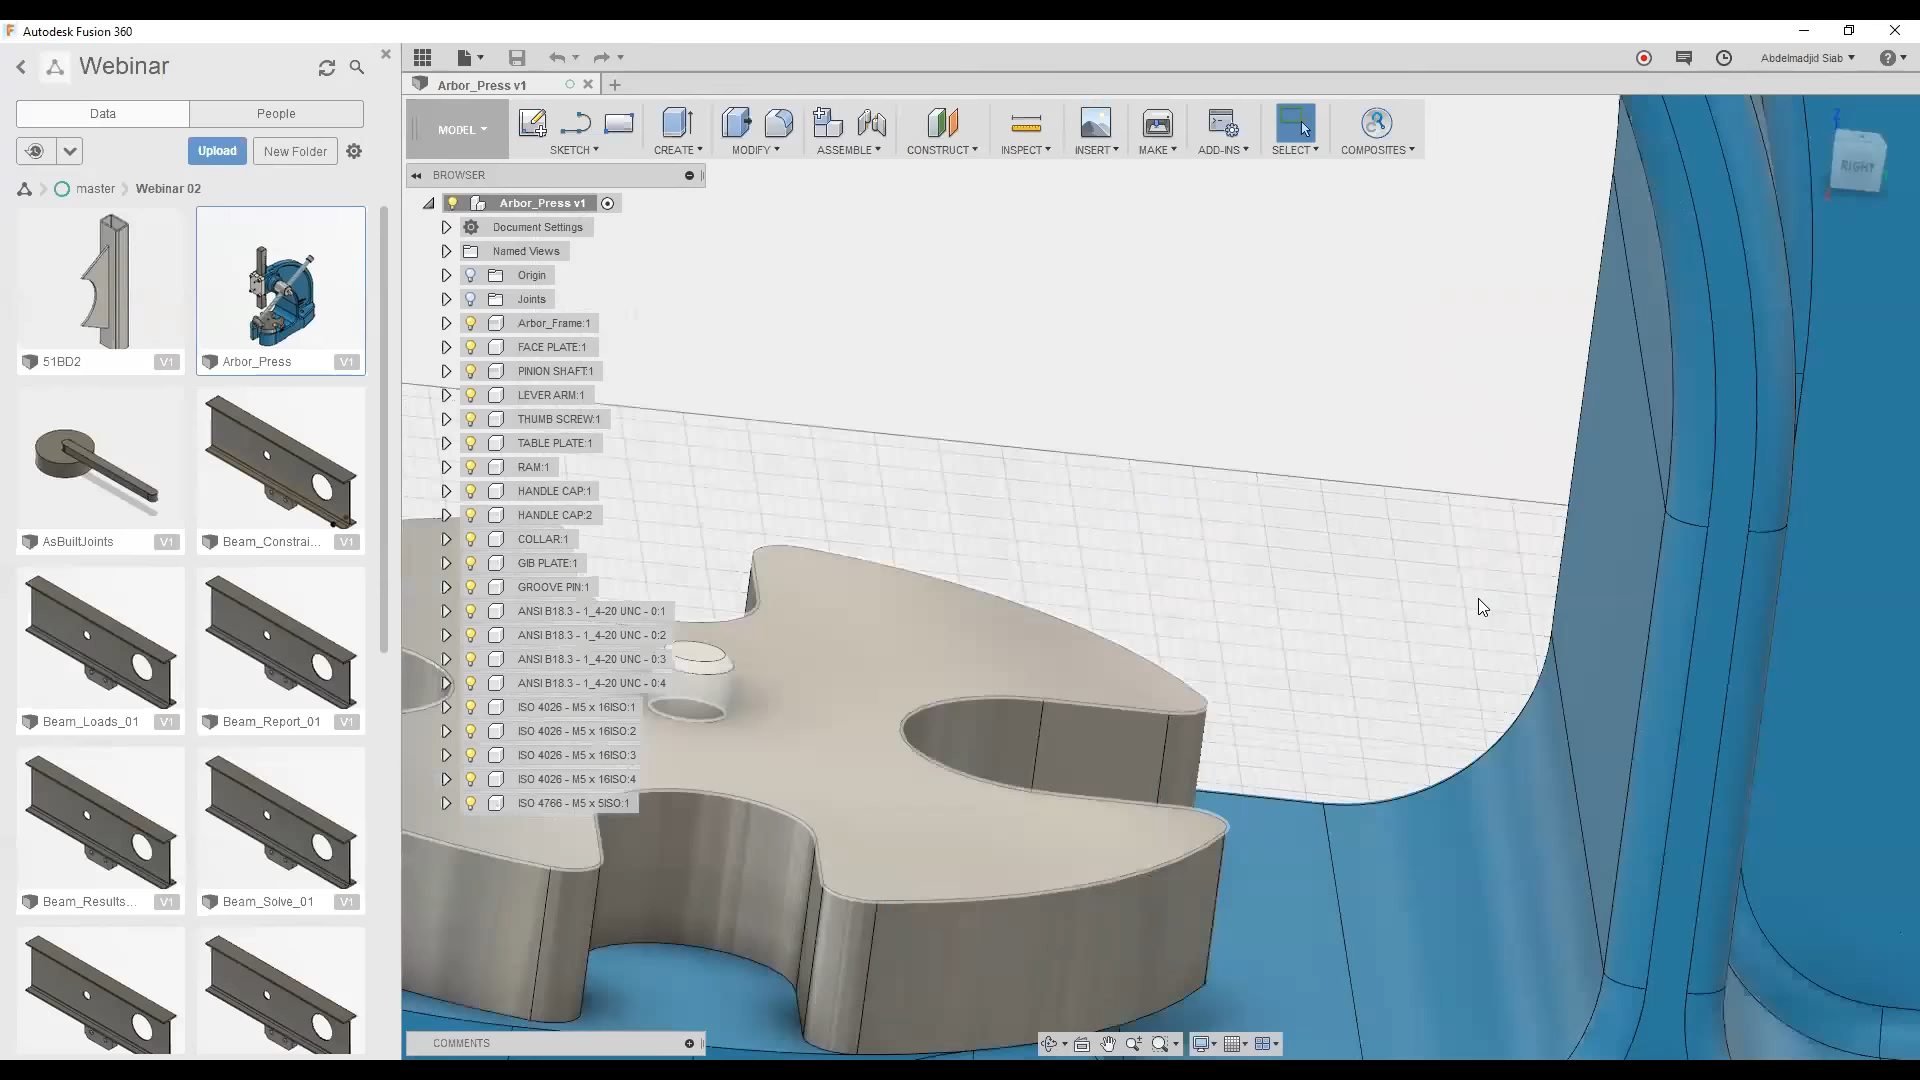 Autodesk Fusion 360
Webinar
Data
People
Upload
New Folder
master
Webinar 02
51BD2
V1
Arbor_Press
V1
AsBuiltJoints
V1
Beam_Constrai...
V1
Beam_Loads_01
V1
Beam_Report_01
V1
Beam_Results...
V1
Beam_Solve_01
V1
Abdelmadjid Siab
Arbor_Press v1
MODEL
SKETCH
CREATE
MODIFY
ASSEMBLE
CONSTRUCT
INSPECT
INSERT
MAKE
ADD-INS
SELECT
COMPOSITES
BROWSER
Arbor_Press v1
Document Settings
Named Views
Origin
Joints
Arbor_Frame:1
FACE PLATE:1
PINION SHAFT:1
LEVER ARM:1
THUMB SCREW:1
TABLE PLATE:1
RAM:1
HANDLE CAP:1
HANDLE CAP:2
COLLAR:1
GIB PLATE:1
GROOVE PIN:1
ANSI B18.3 - 1_4-20 UNC - 0:1
ANSI B18.3 - 1_4-20 UNC - 0:2
ANSI B18.3 - 1_4-20 UNC - 0:3
ANSI B18.3 - 1_4-20 UNC - 0:4
ISO 4026 - M5 x 16ISO:1
ISO 4026 - M5 x 16ISO:2
ISO 4026 - M5 x 16ISO:3
ISO 4026 - M5 x 16ISO:4
ISO 4766 - M5 x 5ISO:1
COMMENTS
RIGHT